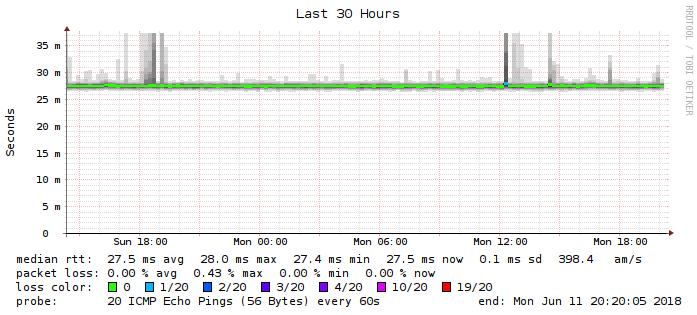 Last 30 Hours
RRDTOOL / TOBI OETIKER
Seconds
35 m
30 m
25 m
20 m
15 m
10 m
5 m
0
Sun 18:00 Mon 00:00 Mon 06:00 Mon 12:00 Mon 18:00
median rtt: 27.5 ms avg 28.0 ms max 27.4 ms min 27.5 ms now 0.1 ms sd 398.4 am/s
packet loss: 0.00 % avg 0.43 % max 0.00 % min 0.00 % now
loss color: 0 1/20 2/20 3/20 4/20 10/20 19/20
probe: 20 ICMP Echo Pings (56 Bytes) every 60s end: Mon Jun 11 20:20:05 2018